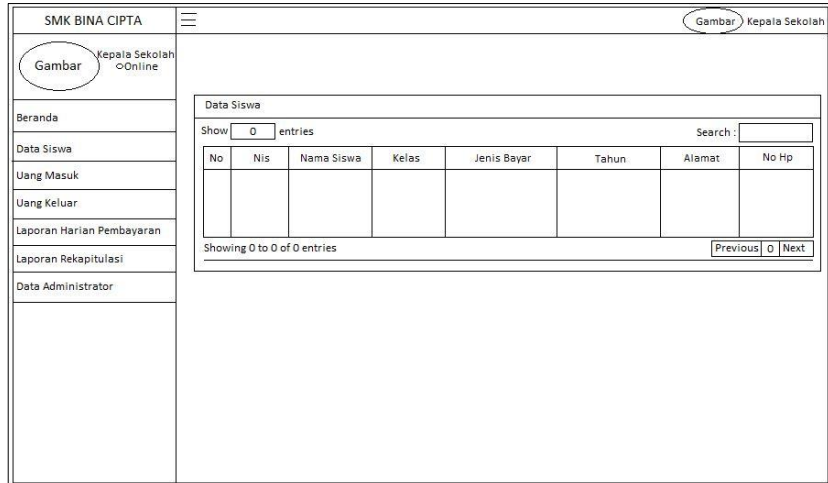 SMK BINA CIPTA
Gambar Kepala Sekolah
Gambar
Kepala Sekolah
Online
Beranda
Data Siswa
Uang Masuk
Uang Keluar
Laporan Harian Pembayaran
Laporan Rekapitulasi
Data Administrator
Data Siswa
Show 0 entries Search :
No Nis Nama Siswa Kelas Jenis Bayar Tahun Alamat No Hp
Showing 0 to 0 of 0 entries Previous 0 Next